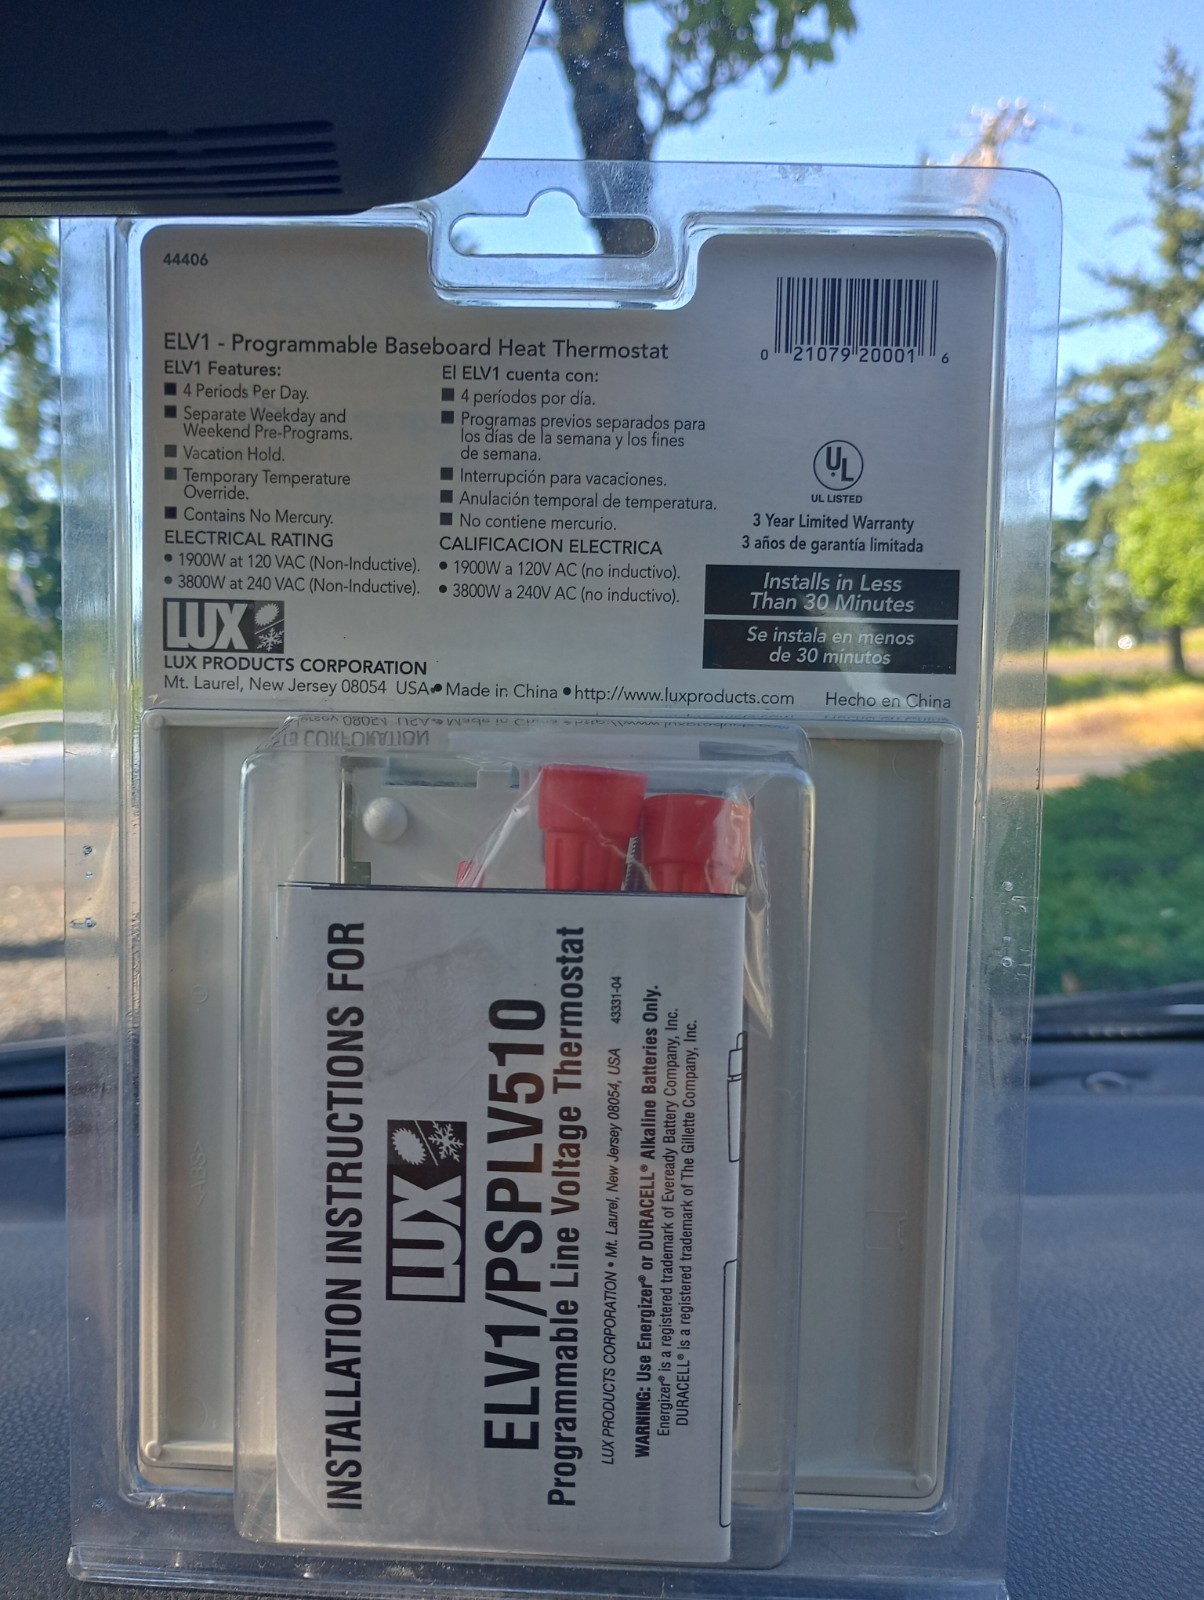 44406
0 21079 20001 6
ELV1 - Programmable Baseboard Heat Thermostat
ELV1 Features:
■ 4 Periods Per Day.
■ Separate Weekday and
Weekend Pre-Programs.
■ Vacation Hold.
■ Temporary Temperature
Override.
■ Contains No Mercury.
ELECTRICAL RATING
• 1900W at 120 VAC (Non-Inductive).
• 3800W at 240 VAC (Non-Inductive).
El ELV1 cuenta con:
■ 4 períodos por día.
■ Programas previos separados para
los días de la semana y los fines
de semana.
■ Interrupción para vacaciones.
■ Anulación temporal de temperatura.
■ No contiene mercurio.
CALIFICACION ELECTRICA
• 1900W a 120V AC (no inductivo).
• 3800W a 240V AC (no inductivo).
UL
UL LISTED
3 Year Limited Warranty
3 años de garantía limitada
Installs in Less
Than 30 Minutes
Se instala en menos
de 30 minutos
LUX
LUX PRODUCTS CORPORATION
Mt. Laurel, New Jersey 08054 USA • Made in China • http://www.luxproducts.com Hecho en China
INSTALLATION INSTRUCTIONS FOR
LUX
ELV1/PSPLV510
Programmable Line Voltage Thermostat
LUX PRODUCTS CORPORATION • Mt. Laurel, New Jersey 08054, USA 43331-04
WARNING: Use Energizer® or DURACELL® Alkaline Batteries Only.
Energizer® is a registered trademark of Eveready Battery Company, Inc.
DURACELL® is a registered trademark of The Gillette Company, Inc.
>ABS<